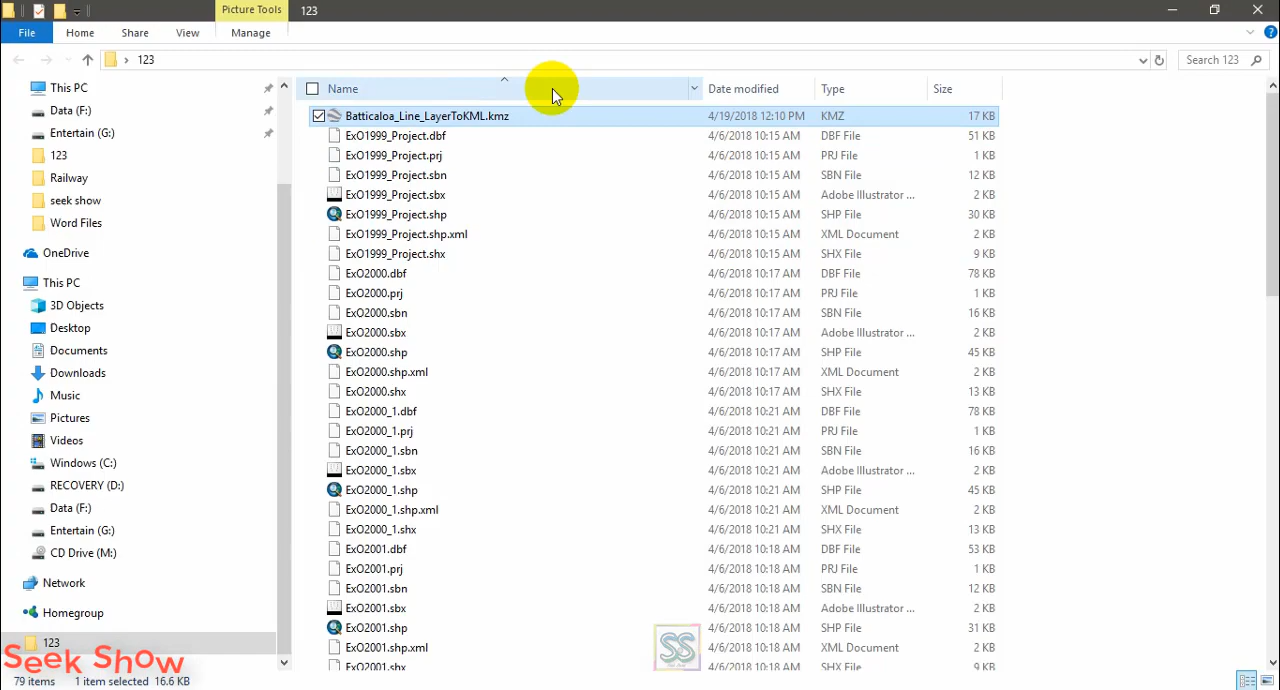 Picture Tools 123
File Home Share View Manage
123 Search 123
This PC
Data (F:)
Entertain (G:)
123
Railway
seek show
Word Files
OneDrive
This PC
3D Objects
Desktop
Documents
Downloads
Music
Pictures
Videos
Windows (C:)
RECOVERY (D:)
Data (F:)
Entertain (G:)
CD Drive (M:)
Network
Homegroup
123
Name Date modified Type Size
Batticaloa_Line_LayerToKML.kmz 4/19/2018 12:10 PM KMZ 17 KB
ExO1999_Project.dbf 4/6/2018 10:15 AM DBF File 51 KB
ExO1999_Project.prj 4/6/2018 10:15 AM PRJ File 1 KB
ExO1999_Project.sbn 4/6/2018 10:15 AM SBN File 12 KB
ExO1999_Project.sbx 4/6/2018 10:15 AM Adobe Illustrator ... 2 KB
ExO1999_Project.shp 4/6/2018 10:15 AM SHP File 30 KB
ExO1999_Project.shp.xml 4/6/2018 10:15 AM XML Document 2 KB
ExO1999_Project.shx 4/6/2018 10:15 AM SHX File 9 KB
ExO2000.dbf 4/6/2018 10:17 AM DBF File 78 KB
ExO2000.prj 4/6/2018 10:17 AM PRJ File 1 KB
ExO2000.sbn 4/6/2018 10:17 AM SBN File 16 KB
ExO2000.sbx 4/6/2018 10:17 AM Adobe Illustrator ... 2 KB
ExO2000.shp 4/6/2018 10:17 AM SHP File 45 KB
ExO2000.shp.xml 4/6/2018 10:17 AM XML Document 2 KB
ExO2000.shx 4/6/2018 10:17 AM SHX File 13 KB
ExO2000_1.dbf 4/6/2018 10:21 AM DBF File 78 KB
ExO2000_1.prj 4/6/2018 10:21 AM PRJ File 1 KB
ExO2000_1.sbn 4/6/2018 10:21 AM SBN File 16 KB
ExO2000_1.sbx 4/6/2018 10:21 AM Adobe Illustrator ... 2 KB
ExO2000_1.shp 4/6/2018 10:21 AM SHP File 45 KB
ExO2000_1.shp.xml 4/6/2018 10:21 AM XML Document 2 KB
ExO2000_1.shx 4/6/2018 10:21 AM SHX File 13 KB
ExO2001.dbf 4/6/2018 10:18 AM DBF File 53 KB
ExO2001.prj 4/6/2018 10:18 AM PRJ File 1 KB
ExO2001.sbn 4/6/2018 10:18 AM SBN File 12 KB
ExO2001.sbx 4/6/2018 10:18 AM Adobe Illustrator ... 2 KB
ExO2001.shp 4/6/2018 10:18 AM SHP File 31 KB
ExO2001.shp.xml 4/6/2018 10:18 AM XML Document 2 KB
ExO2001.shx 4/6/2018 10:18 AM SHX File 9 KB
SS
Seek Show
79 items 1 item selected 16.6 KB